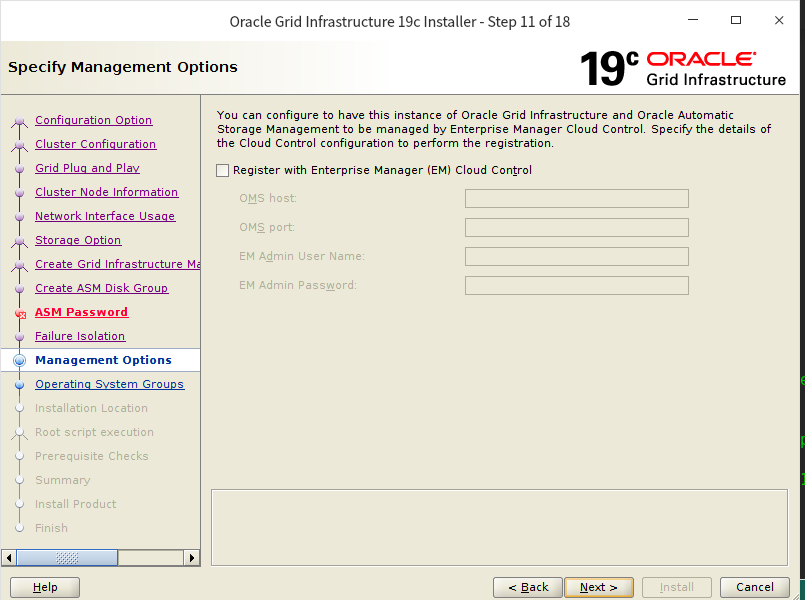 Oracle Grid Infrastructure 19c Installer - Step 11 of 18
Specify Management Options
19c ORACLE
Grid Infrastructure
Configuration Option
Cluster Configuration
Grid Plug and Play
Cluster Node Information
Network Interface Usage
Storage Option
Create Grid Infrastructure Ma
Create ASM Disk Group
ASM Password
Failure Isolation
Management Options
Operating System Groups
Installation Location
Root script execution
Prerequisite Checks
Summary
Install Product
Finish
You can configure to have this instance of Oracle Grid Infrastructure and Oracle Automatic
Storage Management to be managed by Enterprise Manager Cloud Control. Specify the details of
the Cloud Control configuration to perform the registration.
Register with Enterprise Manager (EM) Cloud Control
OMS host:
OMS port:
EM Admin User Name:
EM Admin Password:
Help
< Back
Next >
Install
Cancel